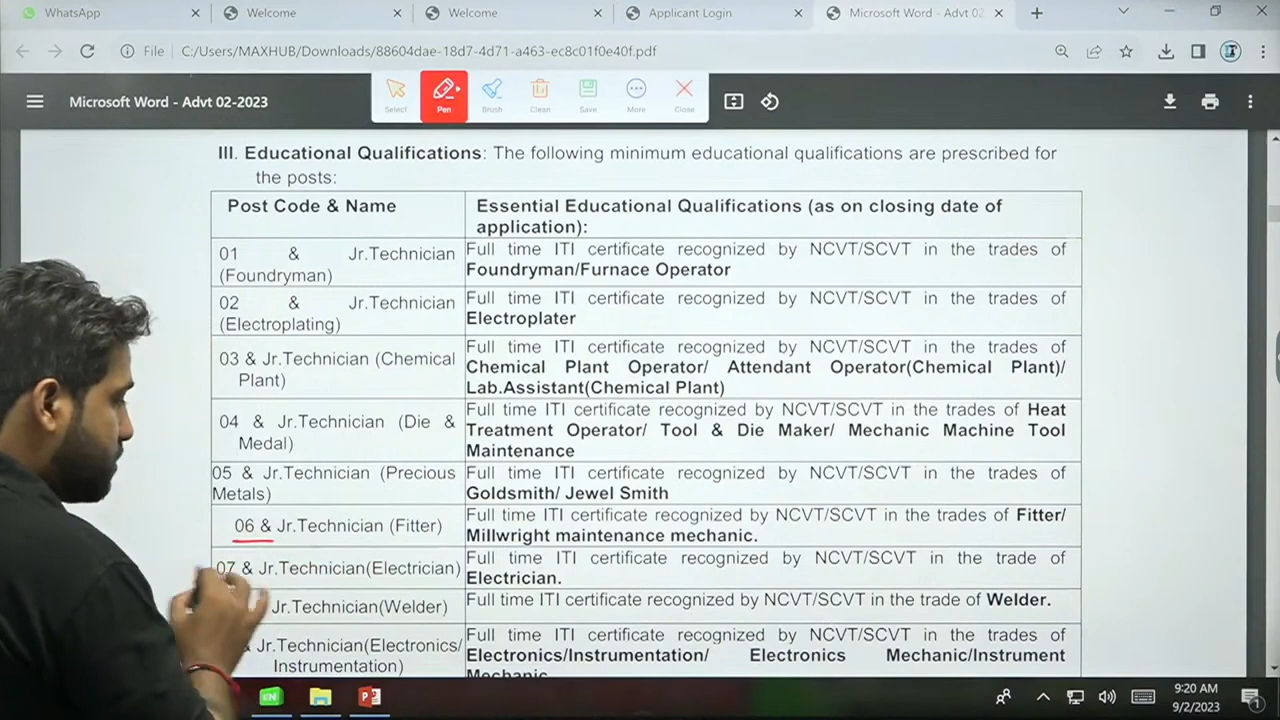 WhatsApp
Welcome
Welcome
Applicant Login
Microsoft Word - Advt 02
File
C:/Users/MAXHUB/Downloads/88604dae-18d7-4d71-a463-ec8c01f0e40f.pdf
Microsoft Word - Advt 02-2023
Select
Pen
Brush
Clean
Save
More
Close
III. Educational Qualifications: The following minimum educational qualifications are prescribed for
the posts:
Post Code & Name
Essential Educational Qualifications (as on closing date of
application):
01 & Jr.Technician
(Foundryman)
Full time ITI certificate recognized by NCVT/SCVT in the trades of
Foundryman/Furnace Operator
02 & Jr.Technician
(Electroplating)
Full time ITI certificate recognized by NCVT/SCVT in the trades of
Electroplater
03 & Jr.Technician (Chemical
Plant)
Full time ITI certificate recognized by NCVT/SCVT in the trades of
Chemical Plant Operator/ Attendant Operator(Chemical Plant)/
Lab.Assistant(Chemical Plant)
04 & Jr.Technician (Die &
Medal)
Full time ITI certificate recognized by NCVT/SCVT in the trades of Heat
Treatment Operator/ Tool & Die Maker/ Mechanic Machine Tool
Maintenance
05 & Jr.Technician (Precious
Metals)
Full time ITI certificate recognized by NCVT/SCVT in the trades of
Goldsmith/ Jewel Smith
06 & Jr.Technician (Fitter)
Full time ITI certificate recognized by NCVT/SCVT in the trades of Fitter/
Millwright maintenance mechanic.
07 & Jr.Technician(Electrician)
Full time ITI certificate recognized by NCVT/SCVT in the trade of
Electrician.
Jr.Technician(Welder)
Full time ITI certificate recognized by NCVT/SCVT in the trade of Welder.
Jr.Technician(Electronics/
Instrumentation)
Full time ITI certificate recognized by NCVT/SCVT in the trades of
Electronics/Instrumentation/ Electronics Mechanic/Instrument
Mechanic
EN
9:20 AM
9/2/2023
1